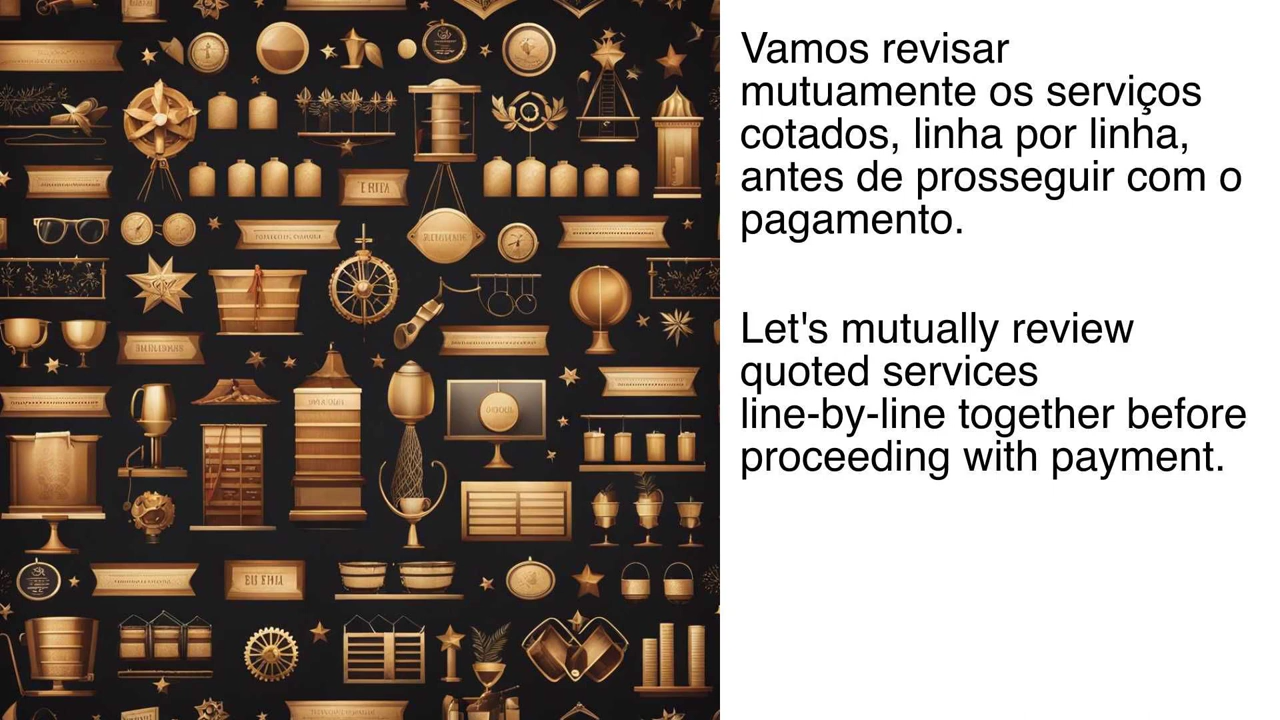 Vamos revisar
mutuamente os serviços
cotados, linha por linha,
antes de prosseguir com o
pagamento.
Let's mutually review
quoted services
line-by-line together before
proceeding with payment.